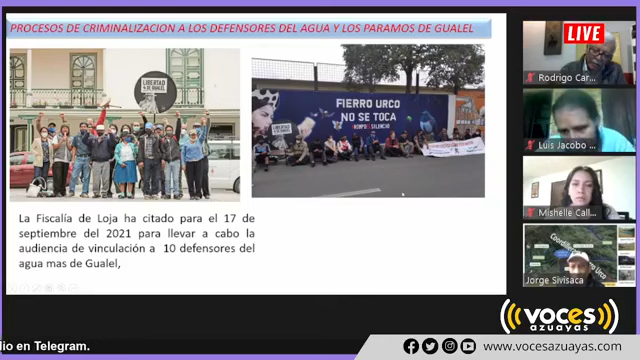 PROCESOS DE CRIMINALIZACION A LOS DEFENSORES DEL AGUA Y LOS PARAMOS DE GUALEL
LIVE
Rodrigo Car...
LIBERTAD
FIERRO URCO
NO SE TOCA
Luis Jacobo ...
Mishelle Call...
La Fiscalía de Loja ha citado para el 17 de
septiembre del 2021 para llevar a cabo la
audiencia de vinculación a 10 defensores del
agua mas de Gualel,
Jorge Sivisaca
voces
azuayas
dio en Telegram.
www.vocesazuayas.com